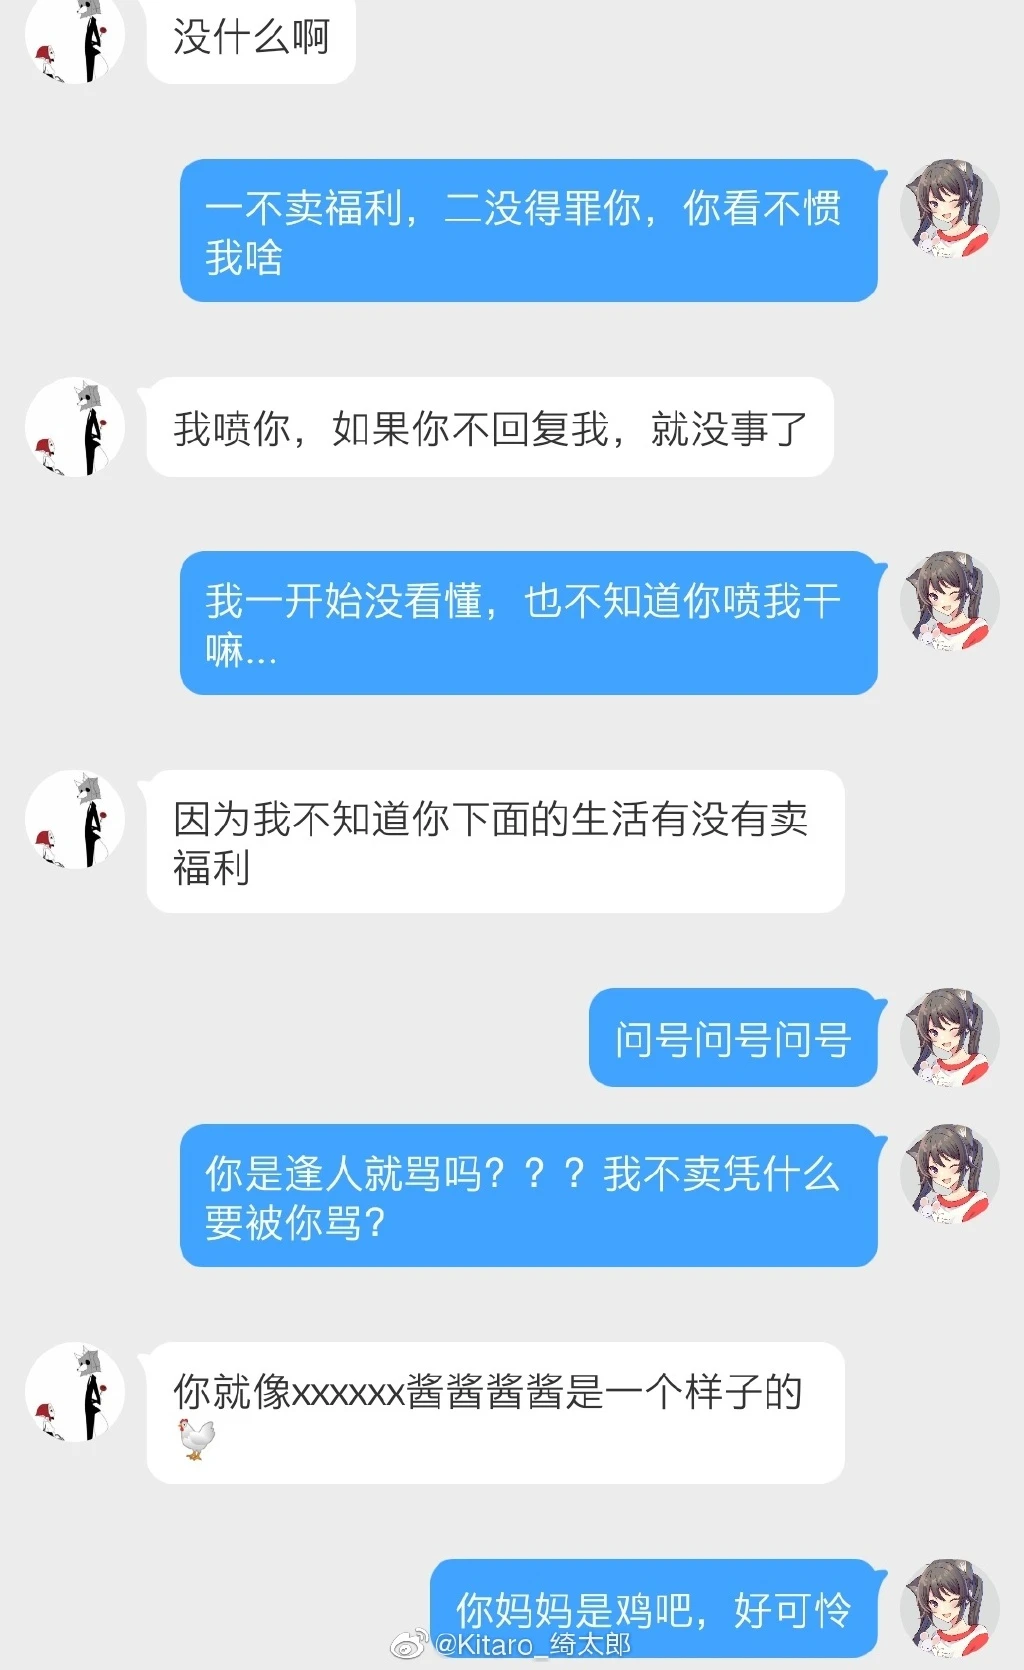 没什么啊
一不卖福利，二没得罪你，你看不惯
我啥
我喷你，如果你不回复我，就没事了
我一开始没看懂，也不知道你喷我干
嘛...
因为我不知道你下面的生活有没有卖
福利
问号问号问号
你是逢人就骂吗？？？我不卖凭什么
要被你骂？
你就像xxxxxx酱酱酱酱是一个样子的
🐓
你妈妈是鸡吧，好可怜
@Kitaro_绮太郎